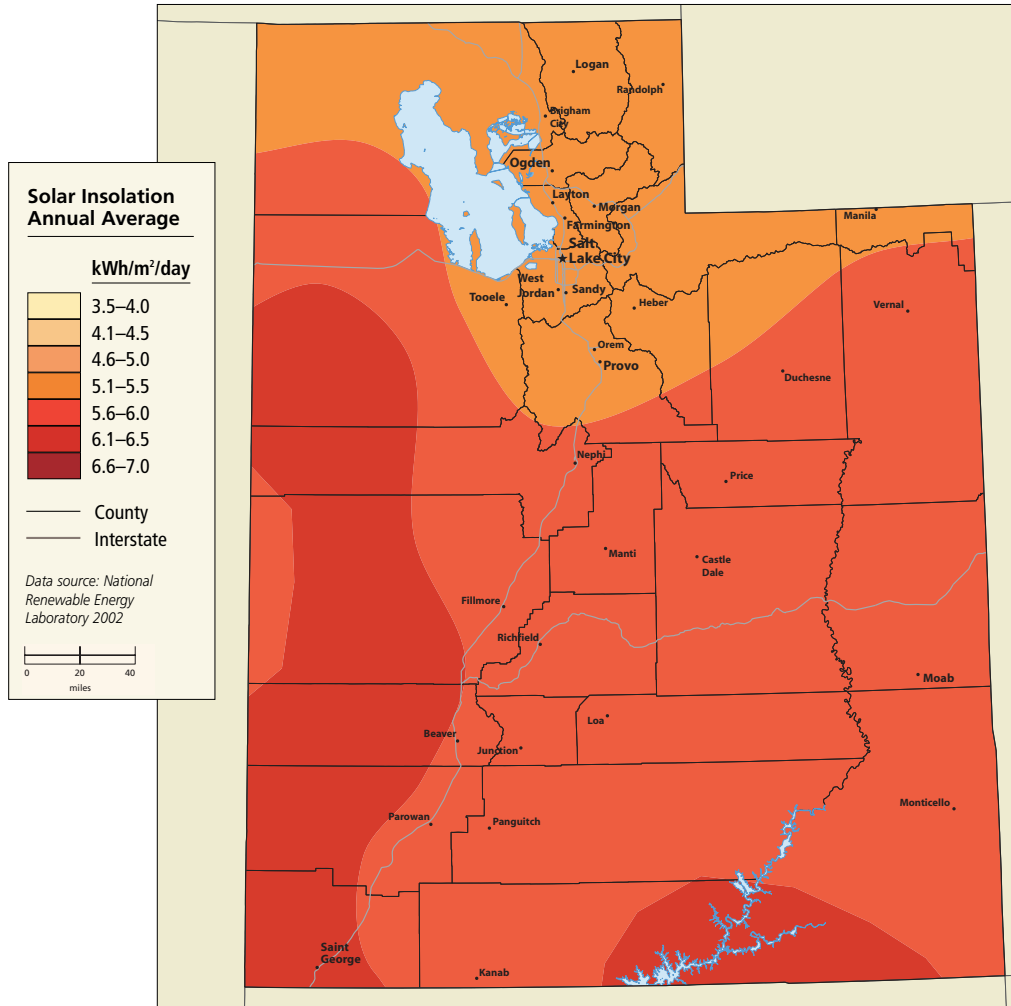 Solar Insolation
Annual Average
kWh/m²/day
3.5–4.0
4.1–4.5
4.6–5.0
5.1–5.5
5.6–6.0
6.1–6.5
6.6–7.0
County
Interstate
Data source: National
Renewable Energy
Laboratory 2002
0 20 40
miles
Logan
Randolph
Brigham
City
Ogden
Layton
Morgan
Farmington
Manila
Salt
Lake City
West
Jordan
Sandy
Tooele
Heber
Vernal
Orem
Provo
Duchesne
Nephi
Price
Manti
Castle
Dale
Fillmore
Richfield
Moab
Loa
Beaver
Junction
Monticello
Parowan
Panguitch
Saint
George
Kanab